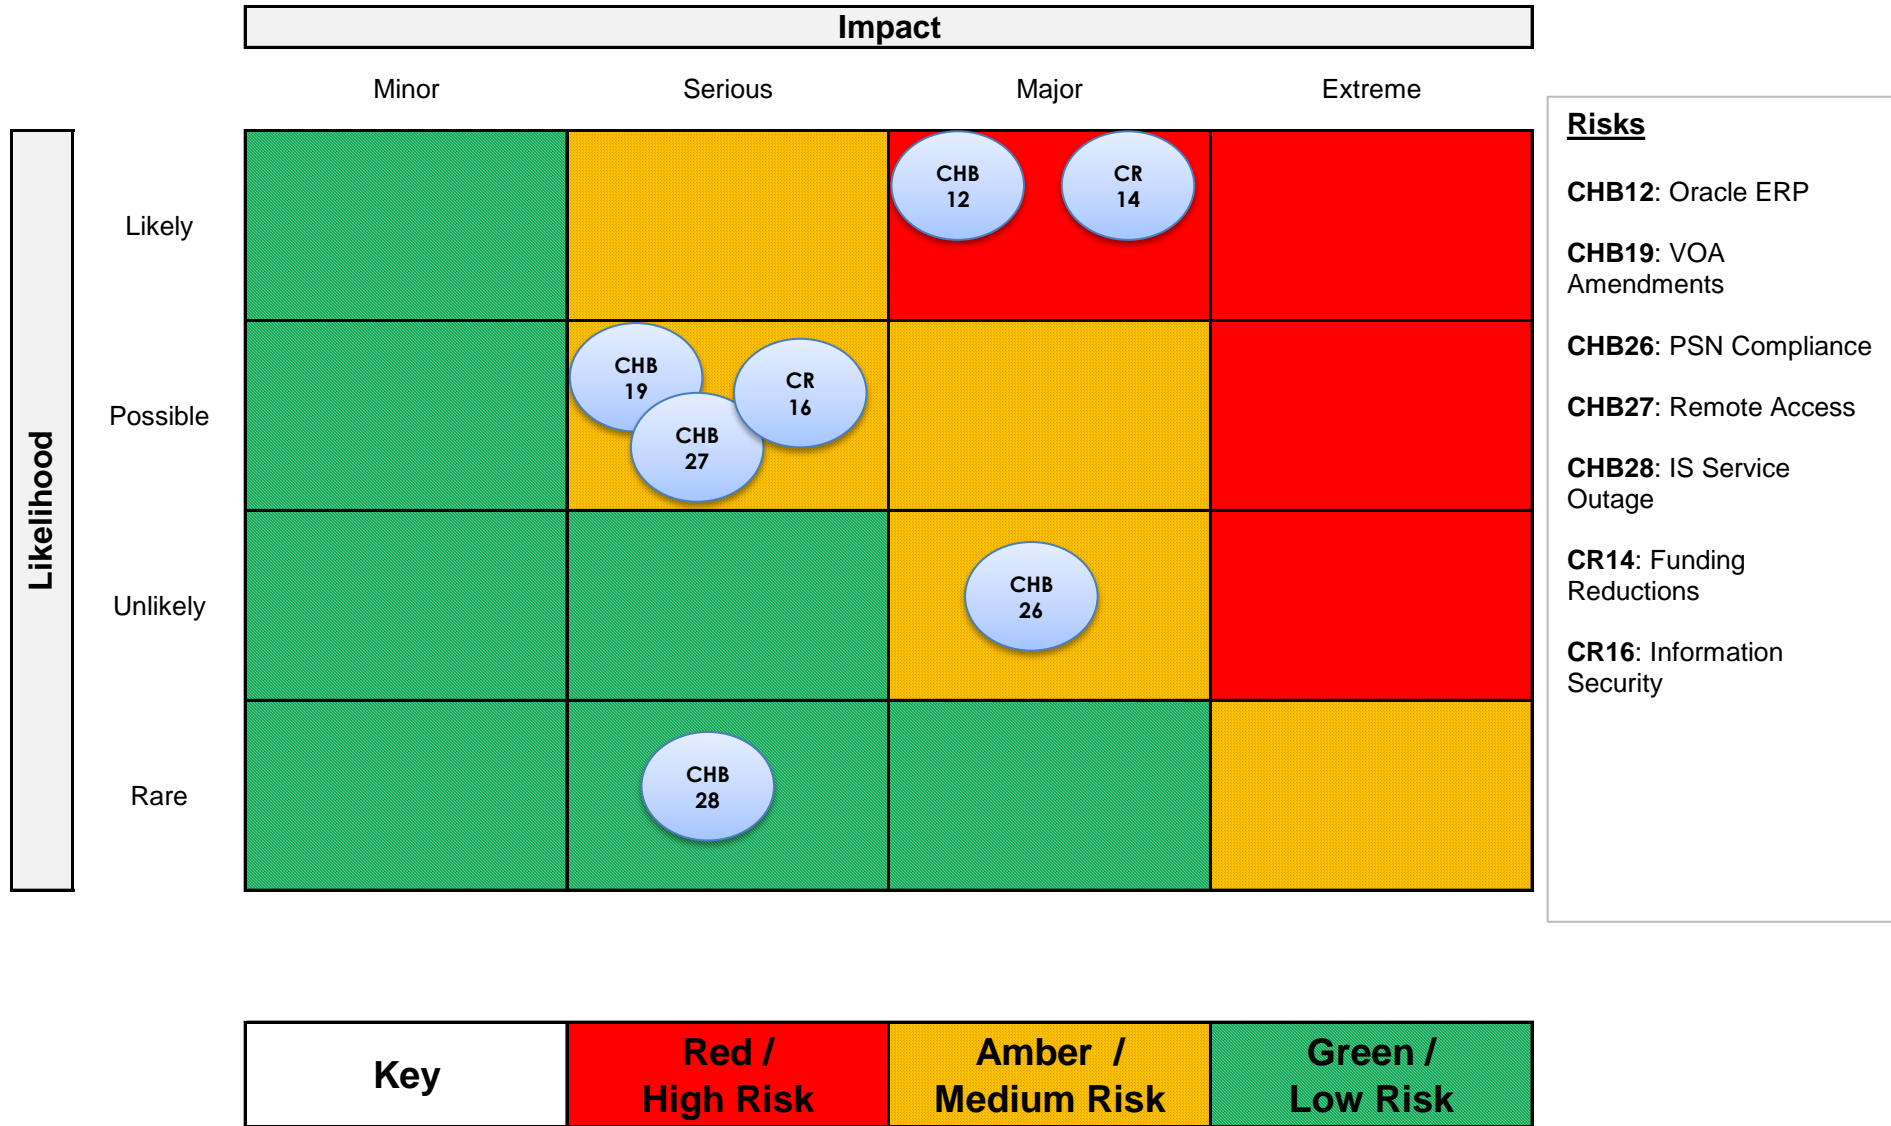 Impact
Minor
Serious
Major
Extreme
Likelihood
Likely
CHB
12
CR
14
Possible
CHB
19
CHB
27
CR
16
Unlikely
CHB
26
Rare
CHB
28
Risks
CHB12: Oracle ERP
CHB19: VOA
Amendments
CHB26: PSN Compliance
CHB27: Remote Access
CHB28: IS Service
Outage
CR14: Funding
Reductions
CR16: Information
Security
Key
Red /
High Risk
Amber /
Medium Risk
Green /
Low Risk